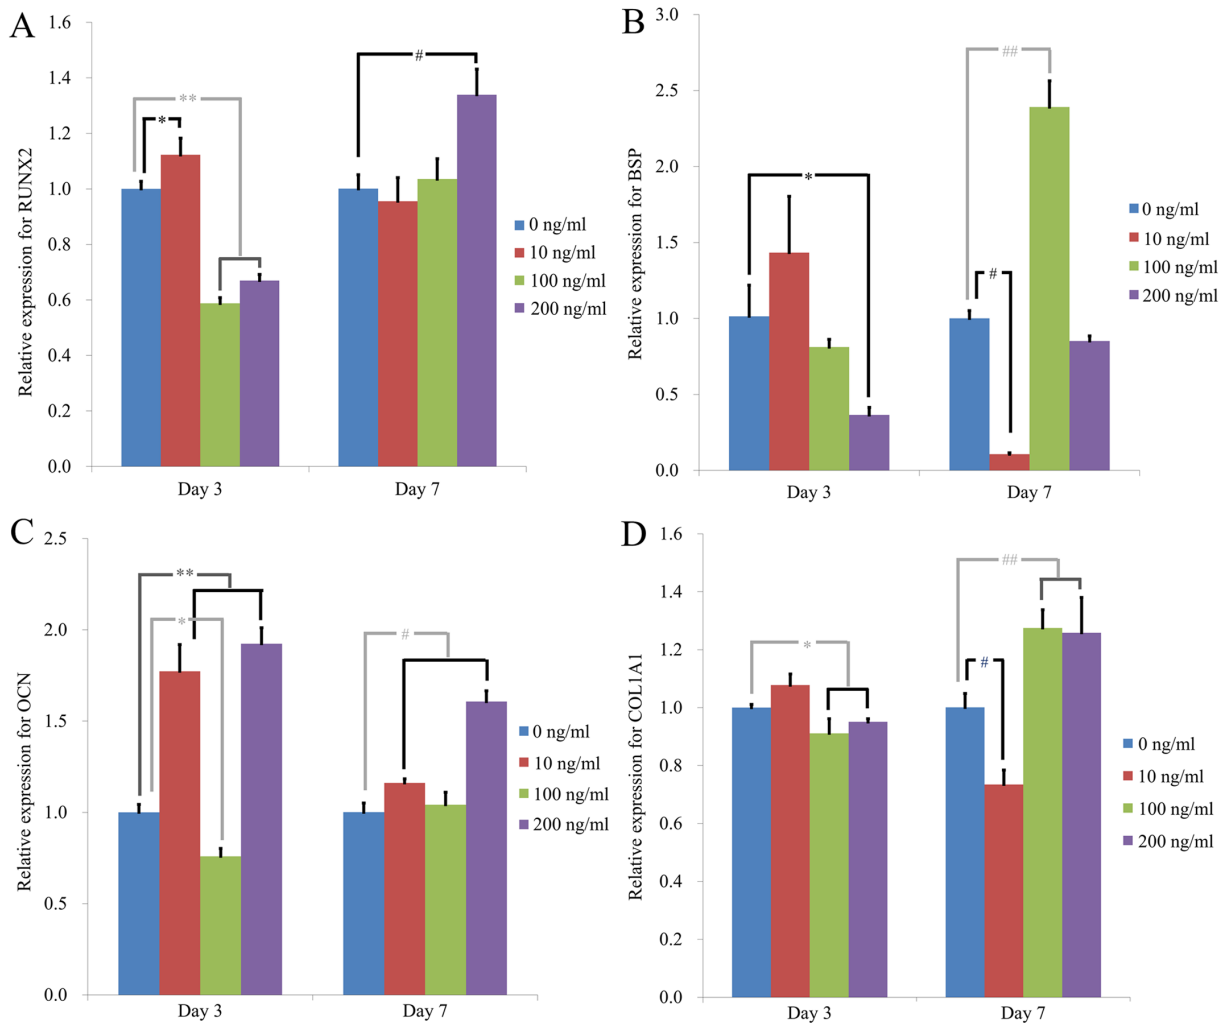 A
Relative expression for RUNX2
1.6
1.4
1.2
1.0
0.8
0.6
0.4
0.2
0.0
**
*
#
Day 3
Day 7
0 ng/ml
10 ng/ml
100 ng/ml
200 ng/ml
B
Relative expression for BSP
3.0
2.5
2.0
1.5
1.0
0.5
0.0
*
##
#
Day 3
Day 7
0 ng/ml
10 ng/ml
100 ng/ml
200 ng/ml
C
Relative expression for OCN
2.5
2.0
1.5
1.0
0.5
0.0
**
*
#
Day 3
Day 7
0 ng/ml
10 ng/ml
100 ng/ml
200 ng/ml
D
Relative expression for COL1A1
1.6
1.4
1.2
1.0
0.8
0.6
0.4
0.2
0.0
*
##
#
Day 3
Day 7
0 ng/ml
10 ng/ml
100 ng/ml
200 ng/ml